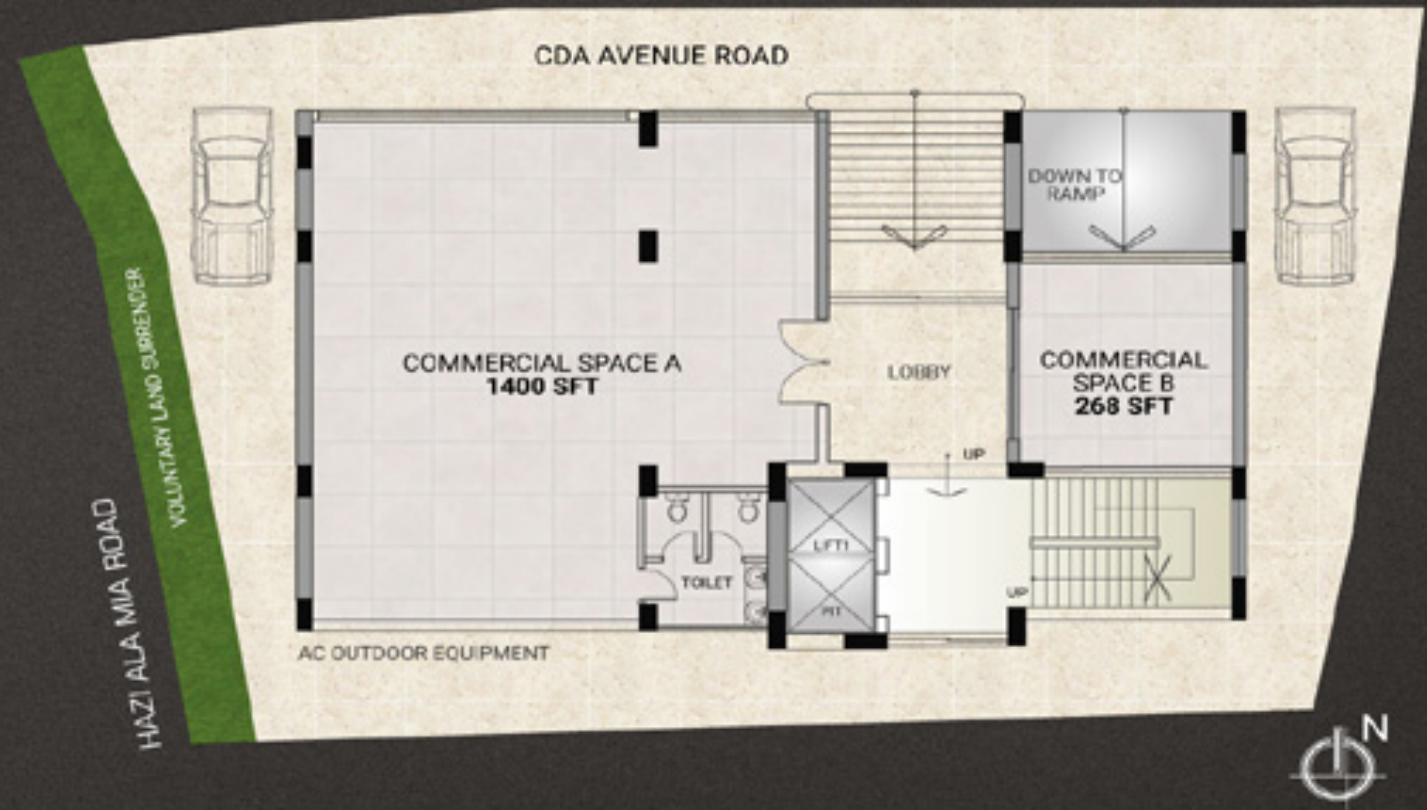 CDA AVENUE ROAD
DOWN TO
RAMP
VOLUNTARY LAND SURRENDER
HAZI ALA MIA ROAD
COMMERCIAL SPACE A
1400 SFT
LOBBY
COMMERCIAL
SPACE B
268 SFT
UP
LIFT1
TOILET
PIT
UP
AC OUTDOOR EQUIPMENT
N